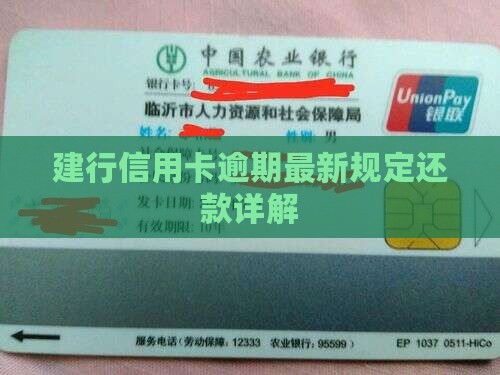 中国农业银行
AGRICULTURAL BANK OF CHINA
银行卡号:
UnionPay
银联
临沂市人力资源和社会保障局
姓名:
性别: 男
建行信用卡逾期最新规定还
款详解
发卡日期:
有效期限: 10年
服务电话(劳动保障: 12333 农业银行: 95599)
EP 1037 0511-HiCo